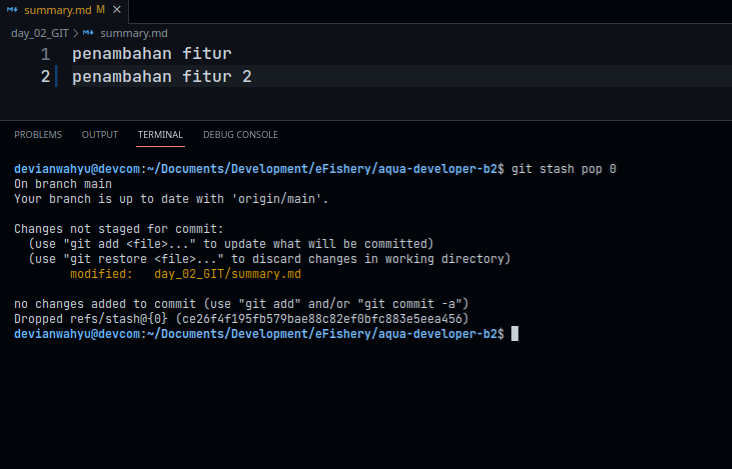 summary.md M
day_02_GIT > summary.md
1 penambahan fitur
2 penambahan fitur 2
PROBLEMS OUTPUT TERMINAL DEBUG CONSOLE
devianwahyu@devcom:~/Documents/Development/eFishery/aqua-developer-b2$ git stash pop 0
On branch main
Your branch is up to date with 'origin/main'.
Changes not staged for commit:
(use "git add <file>..." to update what will be committed)
(use "git restore <file>..." to discard changes in working directory)
modified: day_02_GIT/summary.md
no changes added to commit (use "git add" and/or "git commit -a")
Dropped refs/stash@{0} (ce26f4f195fb579bae88c82ef0bfc883e5eea456)
devianwahyu@devcom:~/Documents/Development/eFishery/aqua-developer-b2$